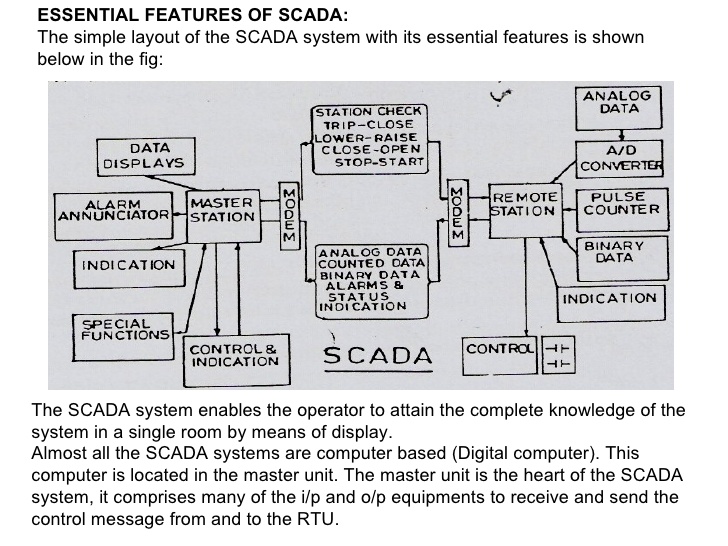 ESSENTIAL FEATURES OF SCADA:
The simple layout of the SCADA system with its essential features is shown
below in the fig:
STATION CHECK
TRIP-CLOSE
LOWER-RAISE
CLOSE-OPEN
STOP-START
ANALOG
DATA
DATA
DISPLAYS
A/D
CONVERTER
ALARM
ANNUNCIATOR
MASTER
STATION
MODEM
MODEM
REMOTE
STATION
PULSE
COUNTER
INDICATION
ANALOG DATA
COUNTED DATA
BINARY DATA
ALARMS &
STATUS
INDICATION
BINARY
DATA
INDICATION
SPECIAL
FUNCTIONS
CONTROL &
INDICATION
SCADA
CONTROL
The SCADA system enables the operator to attain the complete knowledge of the
system in a single room by means of display.
Almost all the SCADA systems are computer based (Digital computer). This
computer is located in the master unit. The master unit is the heart of the SCADA
system, it comprises many of the i/p and o/p equipments to receive and send the
control message from and to the RTU.